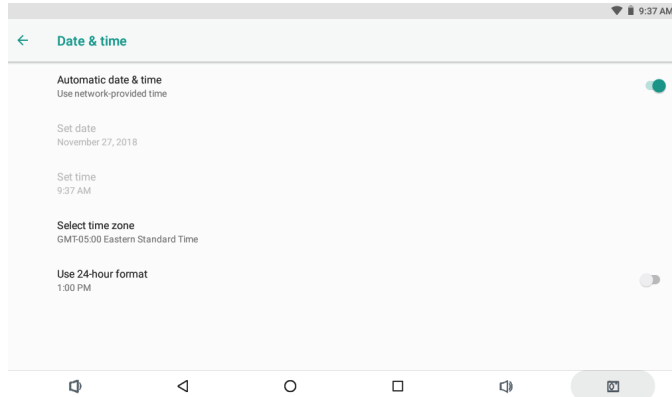 9:37 AM
Date & time
Automatic date & time
Use network-provided time
Set date
November 27, 2018
Set time
9:37 AM
Select time zone
GMT-05:00 Eastern Standard Time
Use 24-hour format
1:00 PM